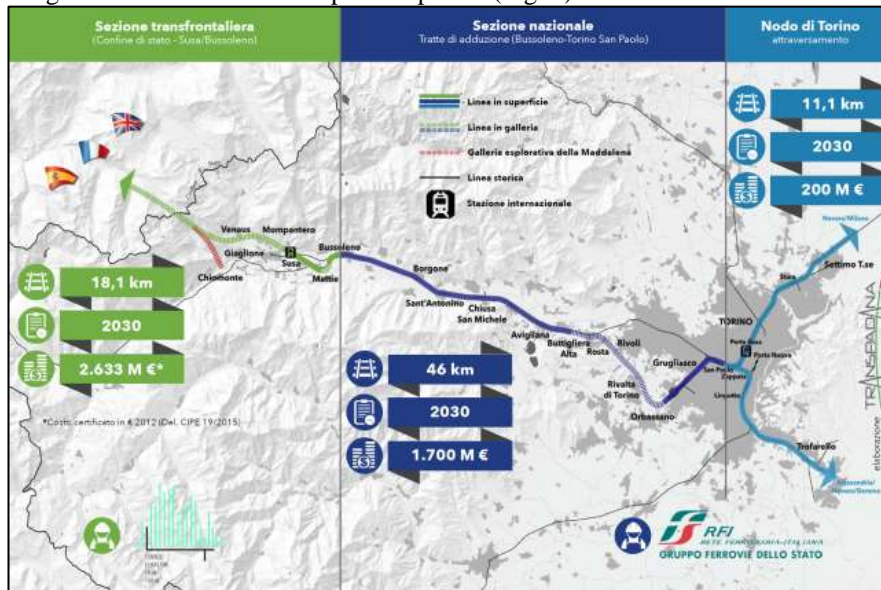 Sezione transfrontaliera
(Confine di stato - Susa/Bussoleno)
Sezione nazionale
Tratte di adduzione (Bussoleno-Torino San Paolo)
Nodo di Torino
attraversamento
Linea in superficie
Linea in galleria
Galleria esplorativa della Maddalena
Linea storica
Stazione internazionale
11,1 km
2030
200 M €
Novara/Milano
Settimo T.se
Stura
TORINO
Porta Susa
Porta Nuova
San Paolo
Zappata
Lingotto
Trofarello
Venaus
Mompantero
Giaglione
Susa
Bussoleno
Chiomonte
Mattie
Borgone
Sant'Antonino
Chiusa
San Michele
Avigliana
Buttigliera
Alta
Rosta
Rivoli
Rivalta
di Torino
Grugliasco
Orbassano
18,1 km
2030
2.633 M €*
*Costo certificato in € 2012 (Del. CIPE 19/2015)
46 km
2030
1.700 M €
RFI
RETE FERROVIARIA ITALIANA
GRUPPO FERROVIE DELLO STATO
elaborazione
TRANSPADANA